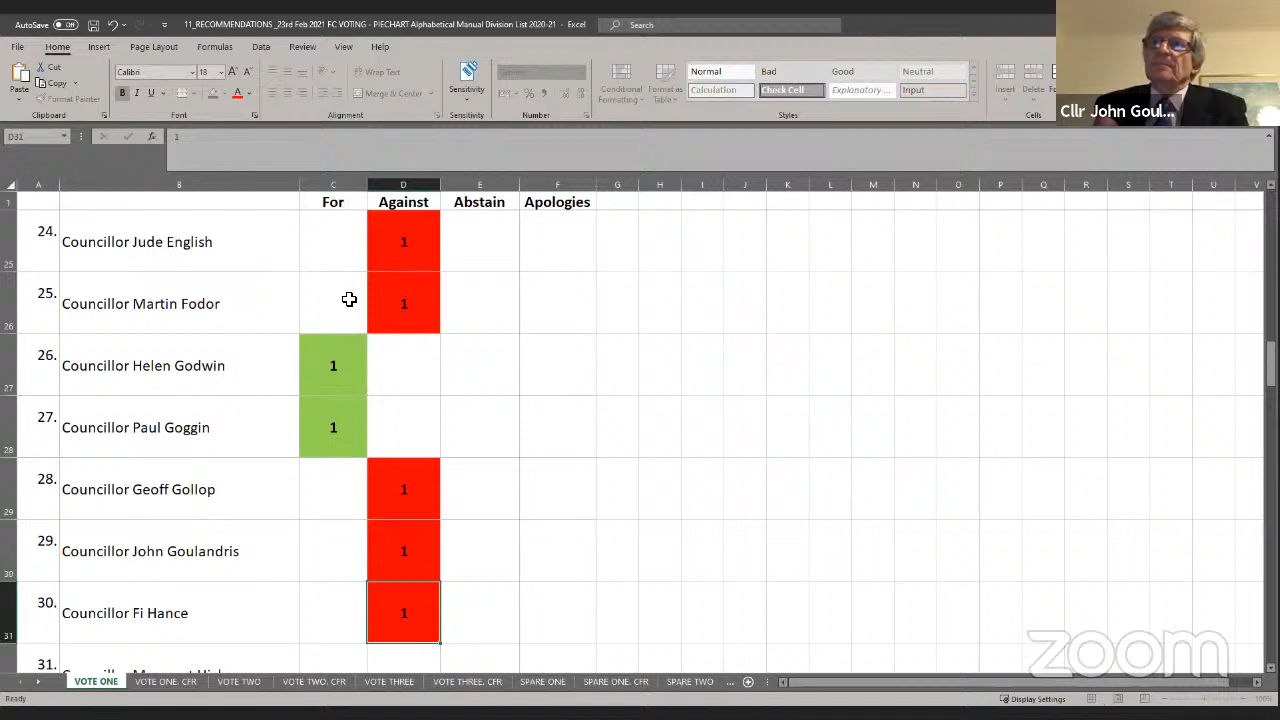 AutoSave Off 11_RECOMMENDATIONS _23rd Feb 2021 FC VOTING - PIECHART Alphabetical Manual Division List 2020-21 - Excel Search
File Home Insert Page Layout Formulas Data Review View Help
Paste Cut Copy Format Painter Clipboard
Calibri 18 B I U Font
Wrap Text Merge & Center Alignment
Sensitivity Sensitivity
Number
Conditional Formatting Format as Table Normal Bad Good Neutral Calculation Check Cell Explanatory ... Input Styles
Insert Delete Cells
Cllr John Goul...
D31 fx 1
A B C D E F G H I J K L M N O P Q R S T U V
1 For Against Abstain Apologies
24. Councillor Jude English 1
25
25. Councillor Martin Fodor 1
26
26. Councillor Helen Godwin 1
27
27. Councillor Paul Goggin 1
28
28. Councillor Geoff Gollop 1
29
29. Councillor John Goulandris 1
30
30. Councillor Fi Hance 1
31
31.
zoom
VOTE ONE VOTE ONE. CFR VOTE TWO VOTE TWO. CFR VOTE THREE VOTE THREE. CFR SPARE ONE SPARE ONE. CFR SPARE TWO ...
Ready Display Settings 100%